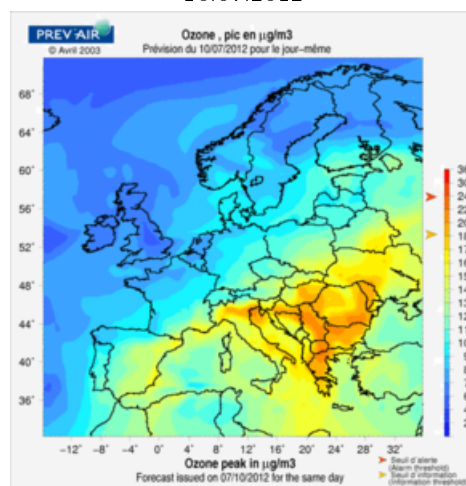 PREV'AIR
© Avril 2003
Ozone , pic en µg/m3
Prévision du 10/07/2012 pour le jour-même
68°
64°
60°
56°
52°
48°
44°
40°
36°
-12° -8° -4° 0° 4° 8° 12° 16° 20° 24° 28° 32°
Ozone peak in µg/m3
Forecast issued on 07/10/2012 for the same day
Seuil d'alerte
(Alarm threshold)
Seuil d'information
(Information threshold)